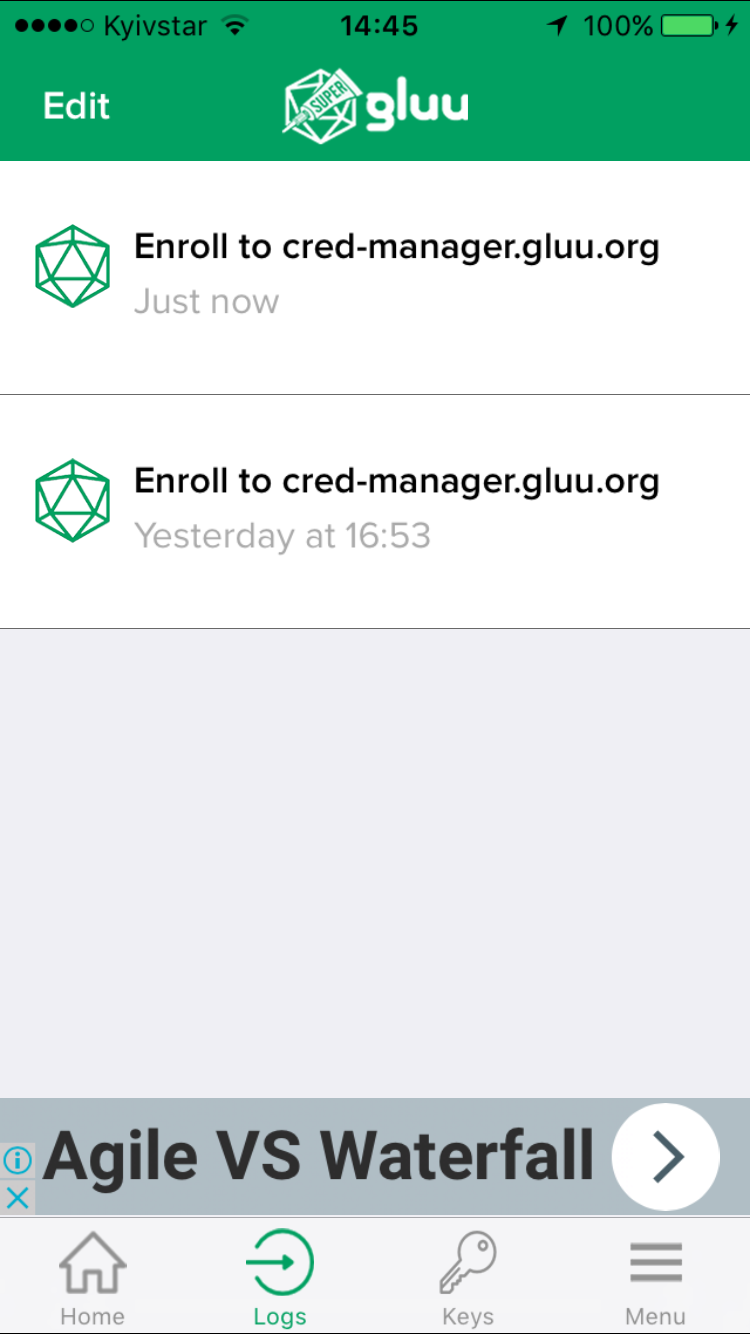 Kyivstar 14:45 100%
Edit SUPER gluu
Enroll to cred-manager.gluu.org
Just now
Enroll to cred-manager.gluu.org
Yesterday at 16:53
Agile VS Waterfall
Home Logs Keys Menu